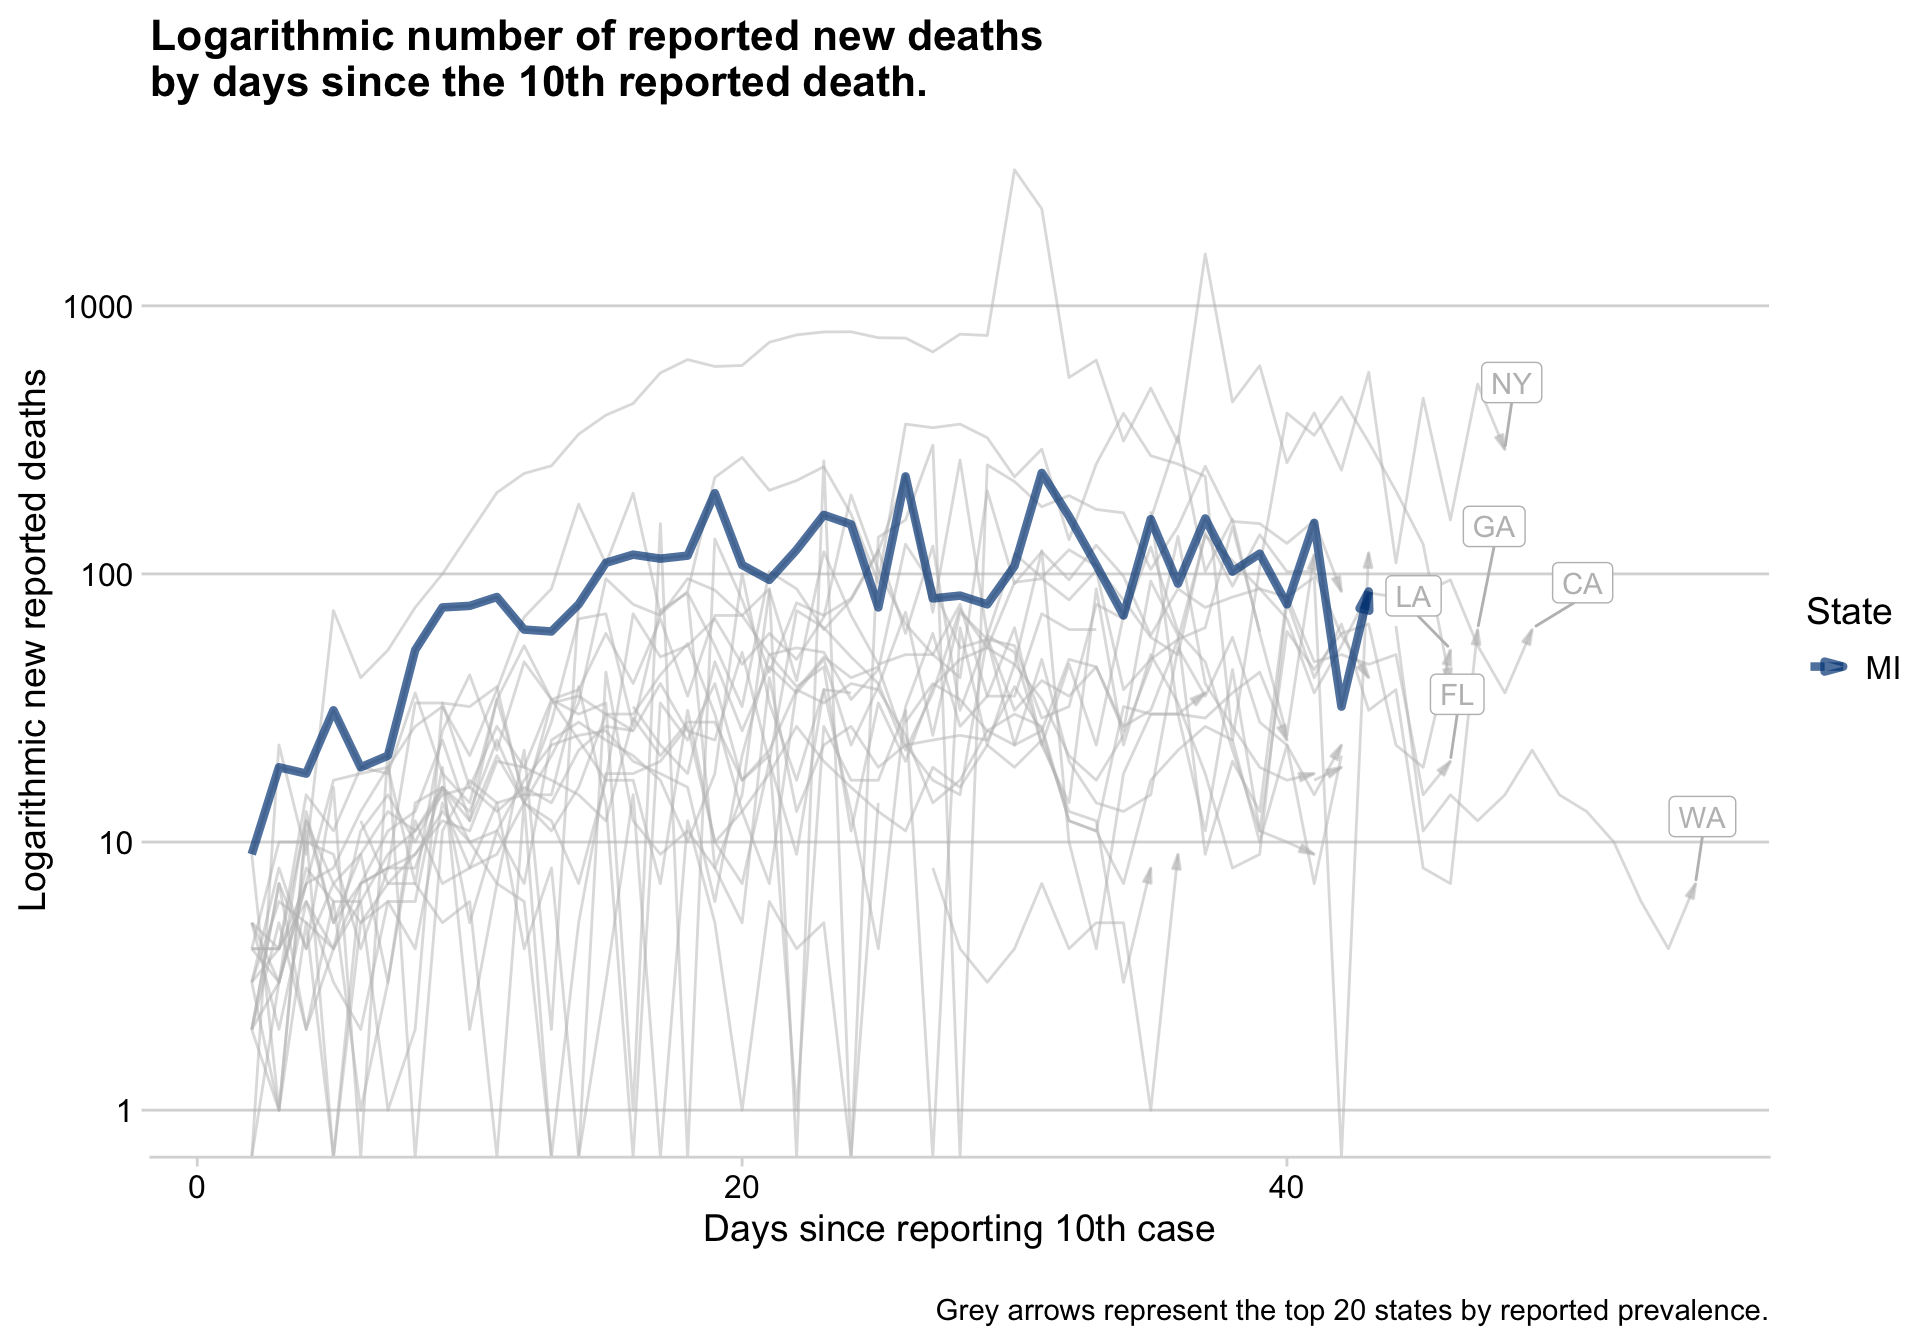 Logarithmic number of reported new deaths
by days since the 10th reported death.
Logarithmic new reported deaths
1000
100
10
1
NY
GA
CA
LA
FL
WA
State
MI
0
20
40
Days since reporting 10th case
Grey arrows represent the top 20 states by reported prevalence.